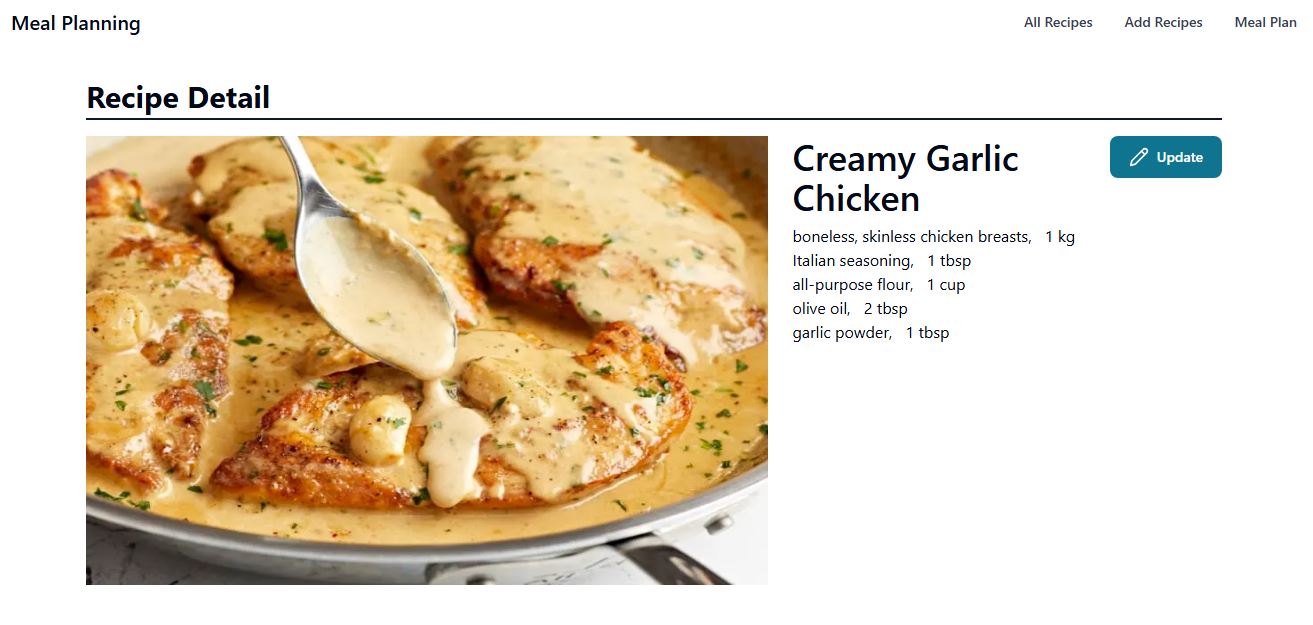 Meal Planning
All Recipes
Add Recipes
Meal Plan
Recipe Detail
Creamy Garlic
Chicken
Update
boneless, skinless chicken breasts, 1 kg
Italian seasoning, 1 tbsp
all-purpose flour, 1 cup
olive oil, 2 tbsp
garlic powder, 1 tbsp